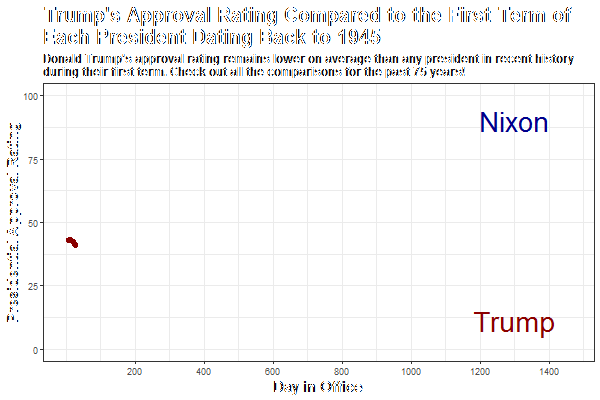 Trump's Approval Rating Compared to the First Term of
Each President Dating Back to 1945
Donald Trump's approval rating remains lower on average than any president in recent history
during their first term. Check out all the comparisons for the past 75 years!
Presidential Approval Rating
100
75
50
25
0
Nixon
Trump
200 400 600 800 1000 1200 1400
Day in Office